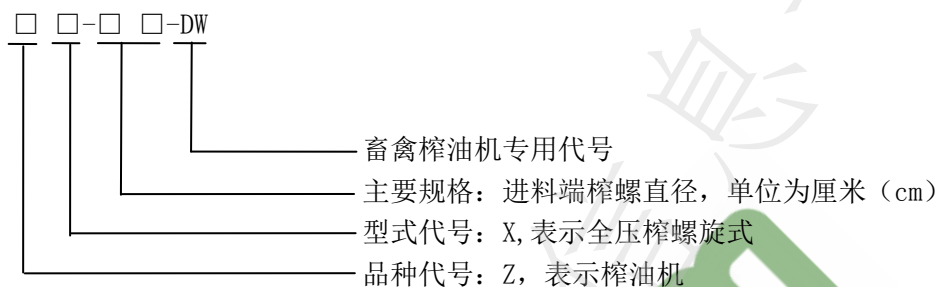 □ □-□ □-DW
畜禽榨油机专用代号
主要规格：进料端榨螺直径，单位为厘米（cm）
型式代号：X,表示全压榨螺旋式
品种代号：Z，表示榨油机